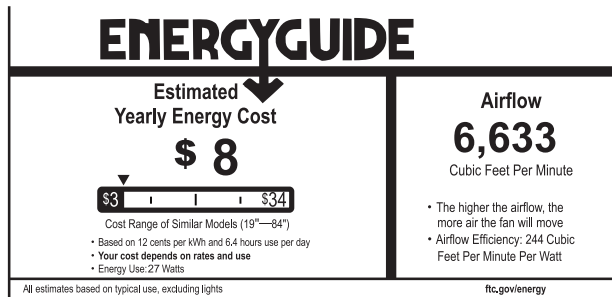 ENERGYGUIDE
Estimated
Yearly Energy Cost
$ 8
$3 $34
Cost Range of Similar Models (19"—84")
• Based on 12 cents per kWh and 6.4 hours use per day
• Your cost depends on rates and use
• Energy Use: 27 Watts
Airflow
6,633
Cubic Feet Per Minute
• The higher the airflow, the
more air the fan will move
• Airflow Efficiency: 244 Cubic
Feet Per Minute Per Watt
All estimates based on typical use, excluding lights
ftc.gov/energy